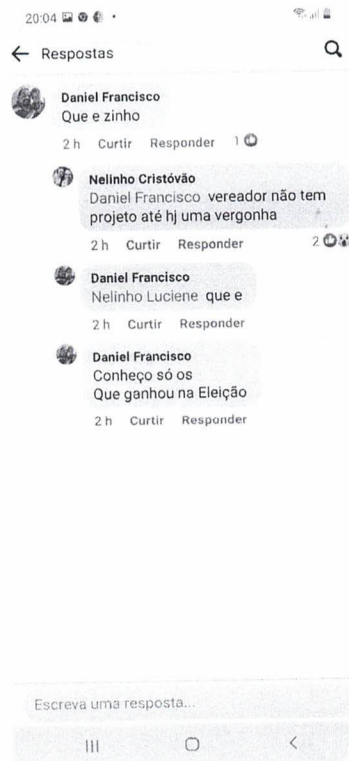 20:04
Respostas
Daniel Francisco
Que e zinho
2 h Curtir Responder 1
Nelinho Cristóvão
Daniel Francisco vereador não tem
projeto até hj uma vergonha
2 h Curtir Responder 2
Daniel Francisco
Nelinho Luciene que e
2 h Curtir Responder
Daniel Francisco
Conheço só os
Que ganhou na Eleição
2 h Curtir Responder
Escreva uma resposta...